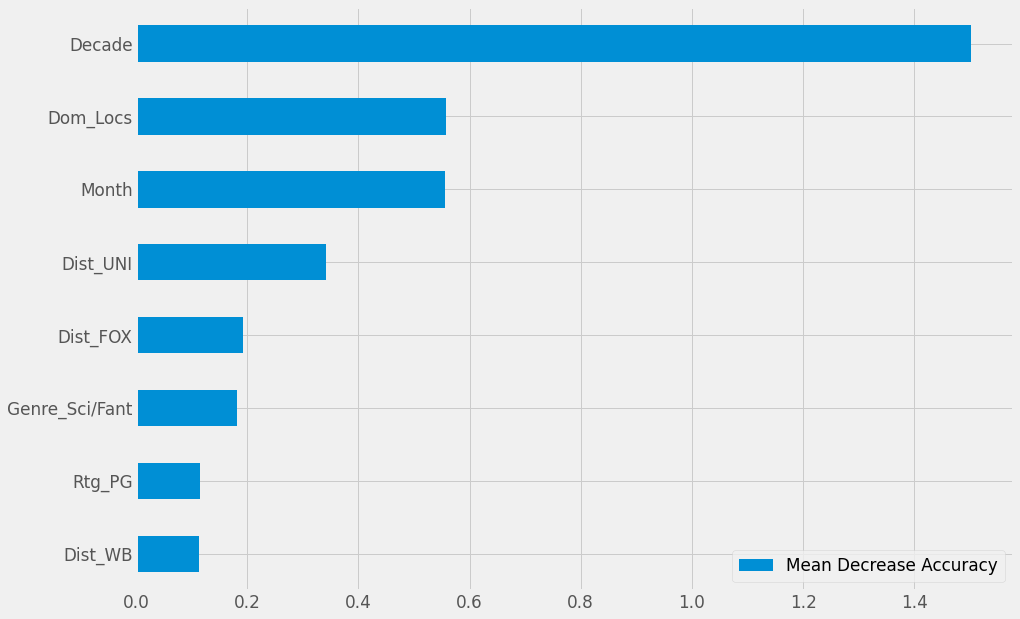 Decade
Dom_Locs
Month
Dist_UNI
Dist_FOX
Genre_Sci/Fant
Rtg_PG
Dist_WB
Mean Decrease Accuracy
0.0 0.2 0.4 0.6 0.8 1.0 1.2 1.4